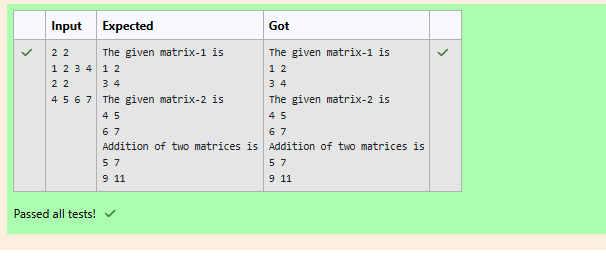 Input Expected Got
2 2 The given matrix-1 is The given matrix-1 is
1 2 3 4 1 2 1 2
2 2 3 4 3 4
4 5 6 7 The given matrix-2 is The given matrix-2 is
4 5 4 5
6 7 6 7
Addition of two matrices is Addition of two matrices is
5 7 5 7
9 11 9 11
Passed all tests!